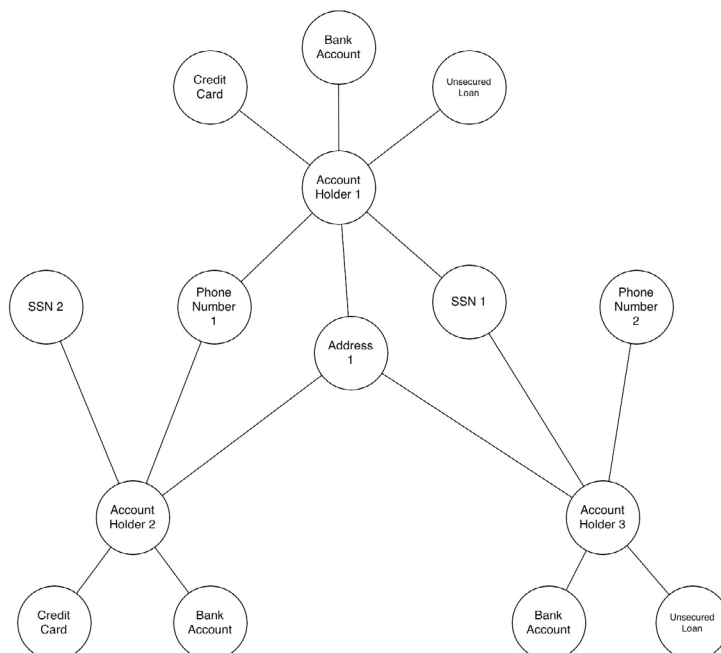 Bank
Account
Credit
Card
Unsecured
Loan
Account
Holder 1
SSN 2
Phone
Number
1
SSN 1
Phone
Number
2
Address
1
Account
Holder 2
Account
Holder 3
Credit
Card
Bank
Account
Bank
Account
Unsecured
Loan